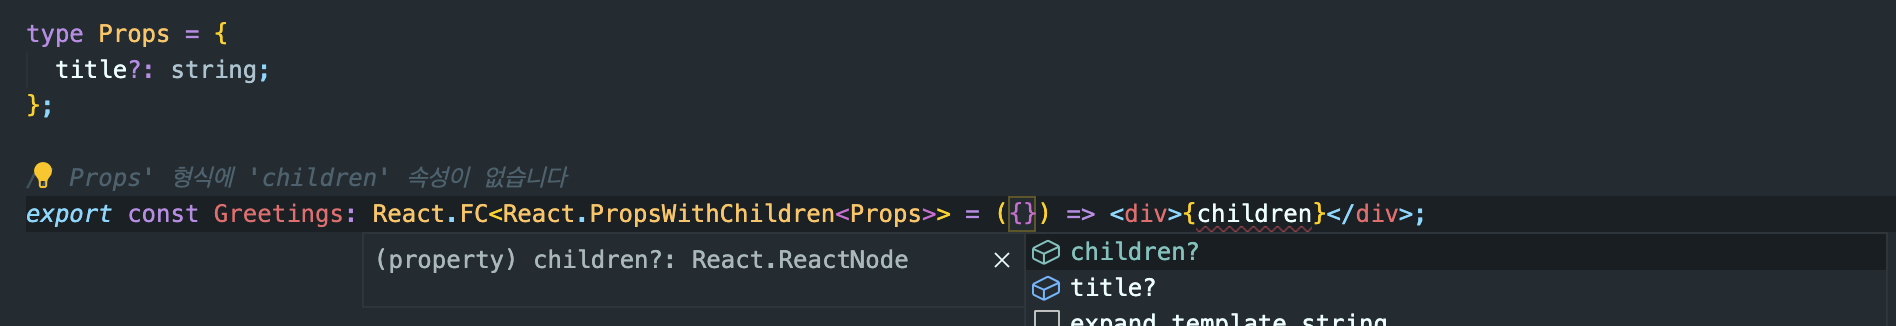 type Props = {
  title?: string;
};
/ Props' 형식에 'children' 속성이 없습니다
export const Greetings: React.FC<React.PropsWithChildren<Props>> = ({}) => <div>{children}</div>;
(property) children?: React.ReactNode
children?
title?
expand template string